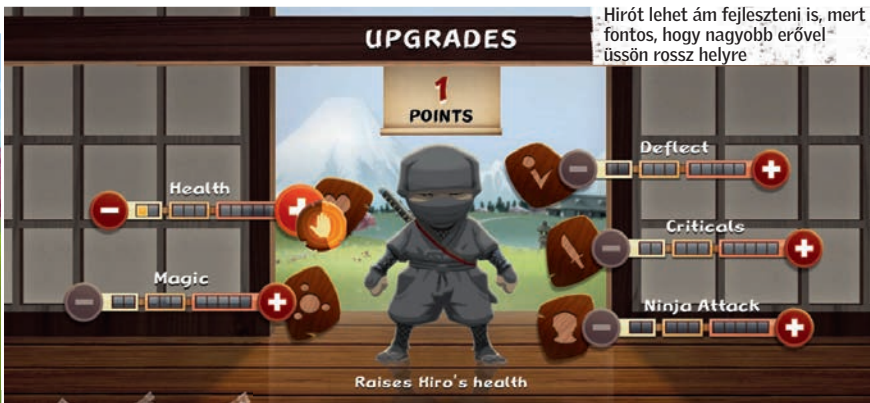 Hirót lehet ám fejleszteni is, mert
fontos, hogy nagyobb erővel
üssön rossz helyre
UPGRADES
1
POINTS
Health
Magic
Deflect
Criticals
Ninja Attack
Raises Hiro's health